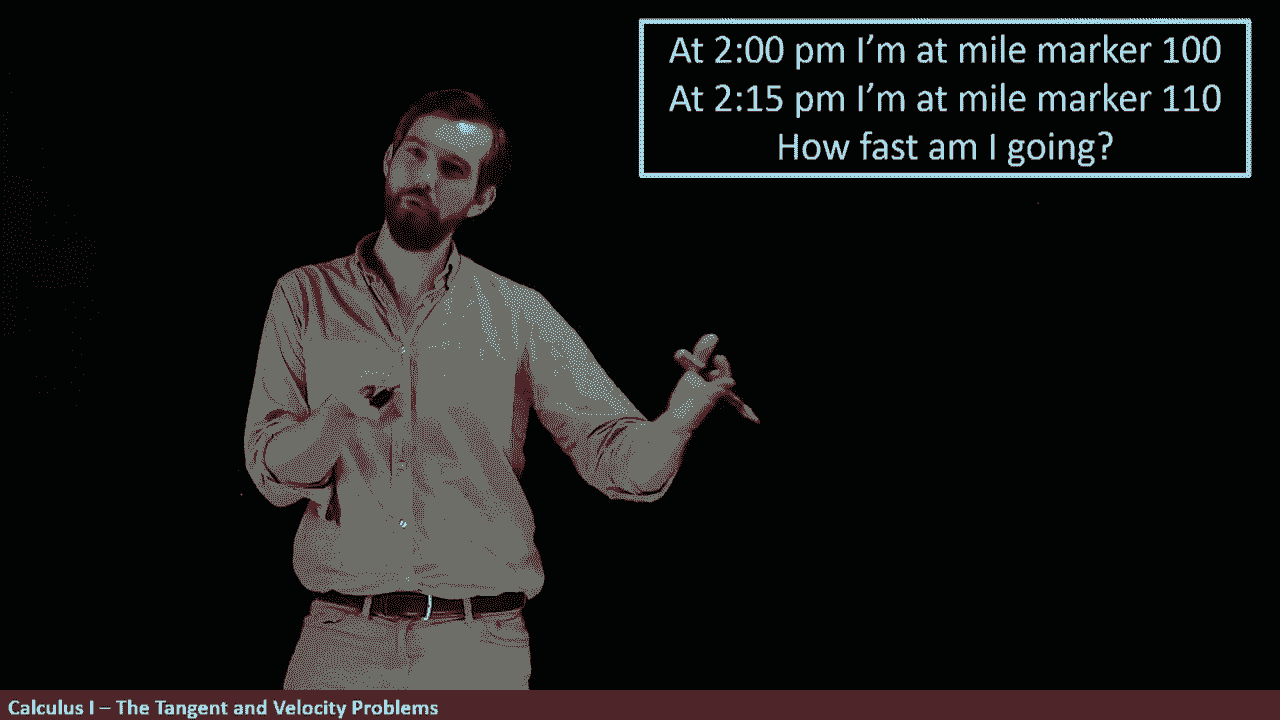 At 2:00 pm I’m at mile marker 100
At 2:15 pm I’m at mile marker 110
How fast am I going?
Calculus I – The Tangent and Velocity Problems